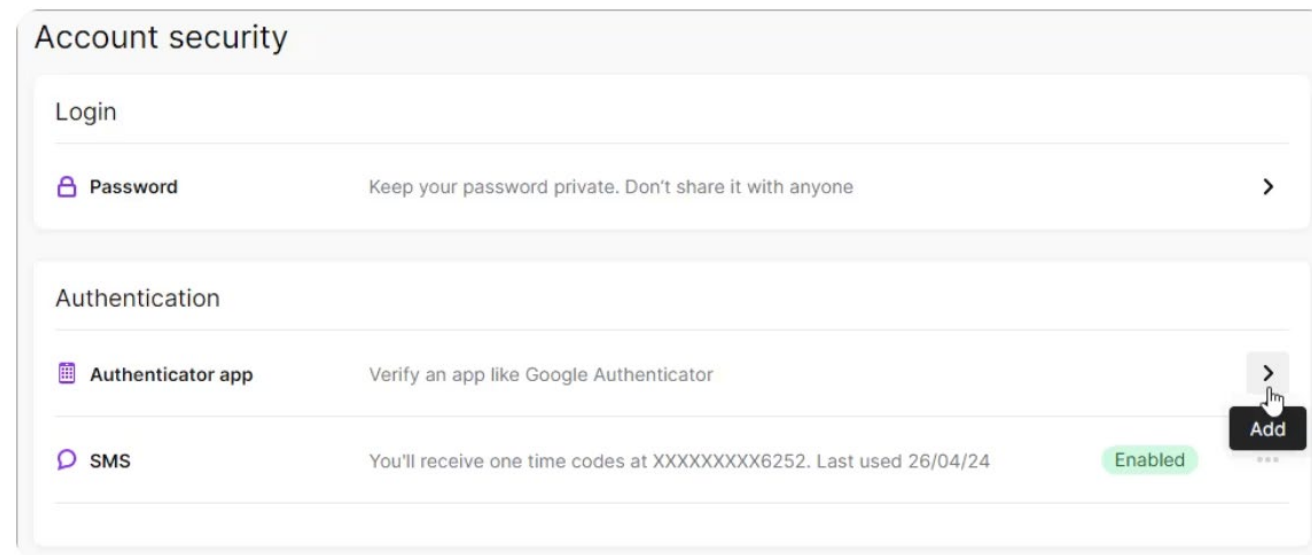 Account security
Login
Password Keep your password private. Don't share it with anyone
Authentication
Authenticator app Verify an app like Google Authenticator
Add
SMS You'll receive one time codes at XXXXXXXXX6252. Last used 26/04/24 Enabled